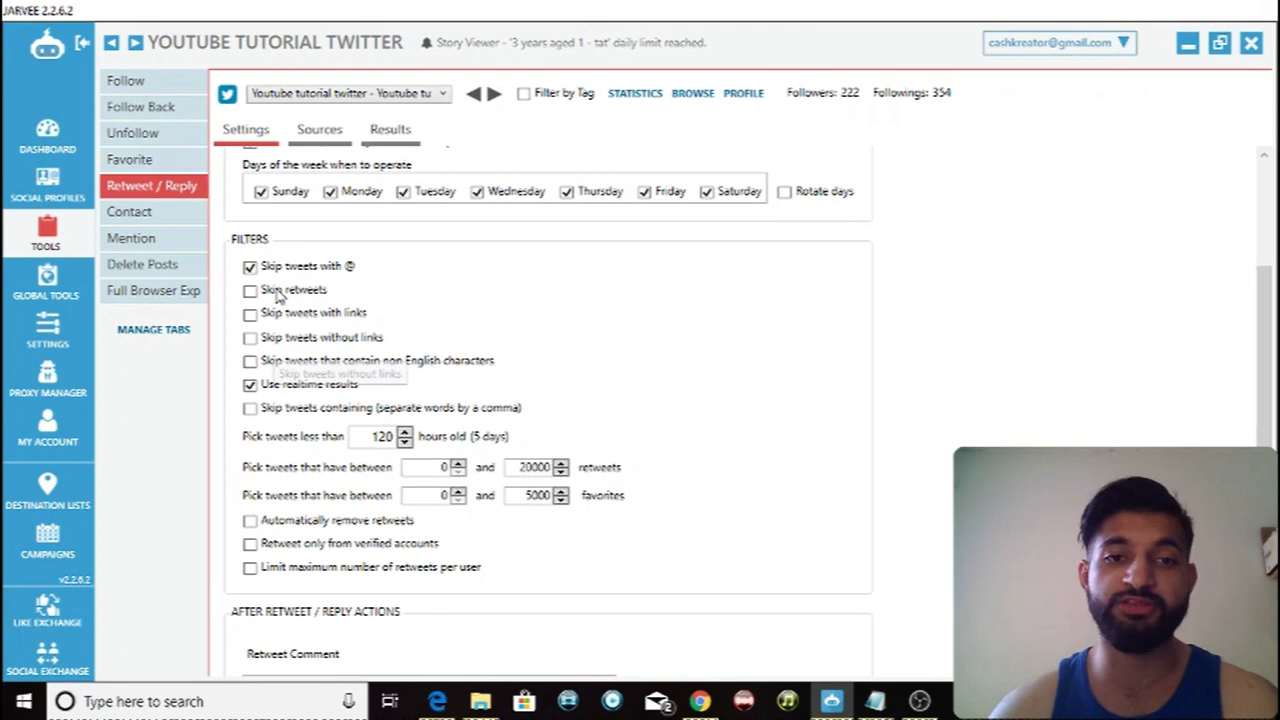 JARVEE 2.2.6.2
YOUTUBE TUTORIAL TWITTER
Story Viewer - '3 years aged 1 - tat' daily limit reached.
cashkreator@gmail.com
DASHBOARD
SOCIAL PROFILES
TOOLS
GLOBAL TOOLS
SETTINGS
PROXY MANAGER
MY ACCOUNT
DESTINATION LISTS
CAMPAIGNS
v2.2.6.2
LIKE EXCHANGE
SOCIAL EXCHANGE
Follow
Follow Back
Unfollow
Favorite
Retweet / Reply
Contact
Mention
Delete Posts
Full Browser Exp
MANAGE TABS
Youtube tutorial twitter - Youtube tu
Filter by Tag STATISTICS BROWSE PROFILE Followers: 222 Followings: 354
Settings Sources Results
Days of the week when to operate
Sunday Monday Tuesday Wednesday Thursday Friday Saturday Rotate days
FILTERS
Skip tweets with @
Skip retweets
Skip tweets with links
Skip tweets without links
Skip tweets that contain non English characters
Skip tweets without links
Use realtime results
Skip tweets containing (separate words by a comma)
Pick tweets less than 120 hours old (5 days)
Pick tweets that have between 0 and 20000 retweets
Pick tweets that have between 0 and 5000 favorites
Automatically remove retweets
Retweet only from verified accounts
Limit maximum number of retweets per user
AFTER RETWEET / REPLY ACTIONS
Retweet Comment
Type here to search
2